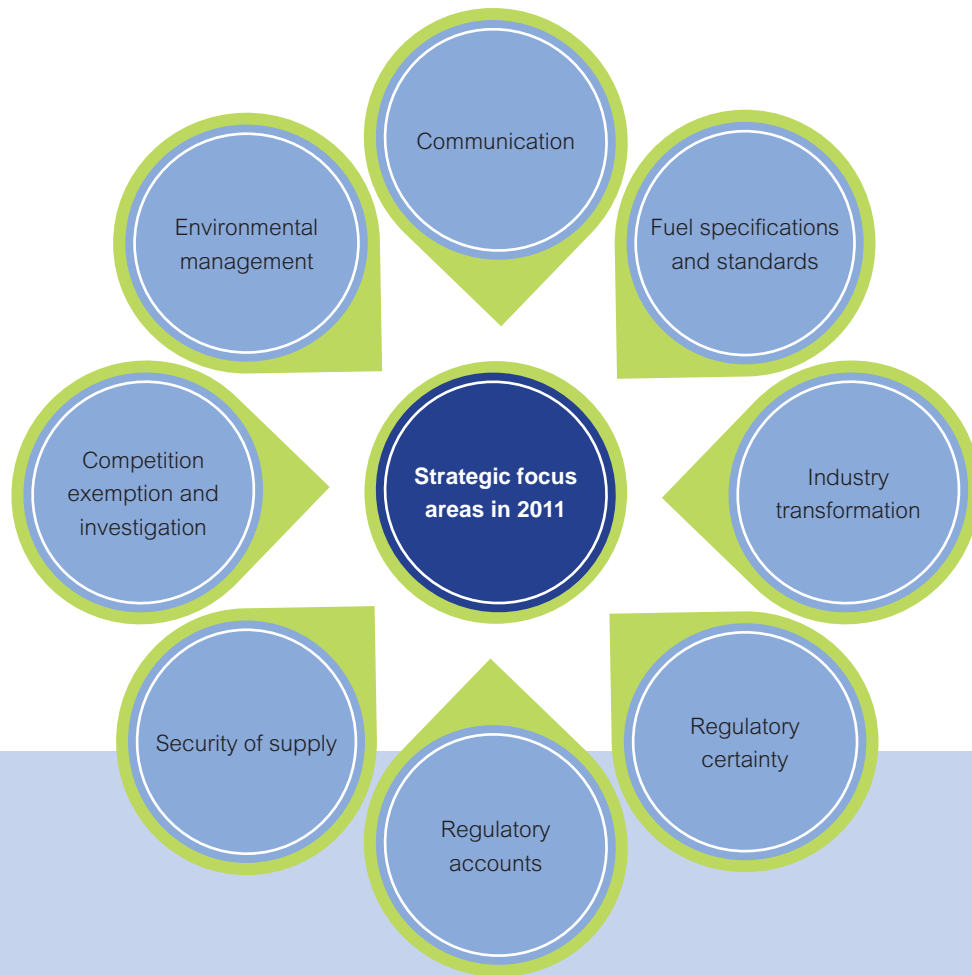 Communication
Fuel specifications
and standards
Industry
transformation
Regulatory
certainty
Regulatory
accounts
Security of supply
Competition
exemption and
investigation
Environmental
management
Strategic focus
areas in 2011